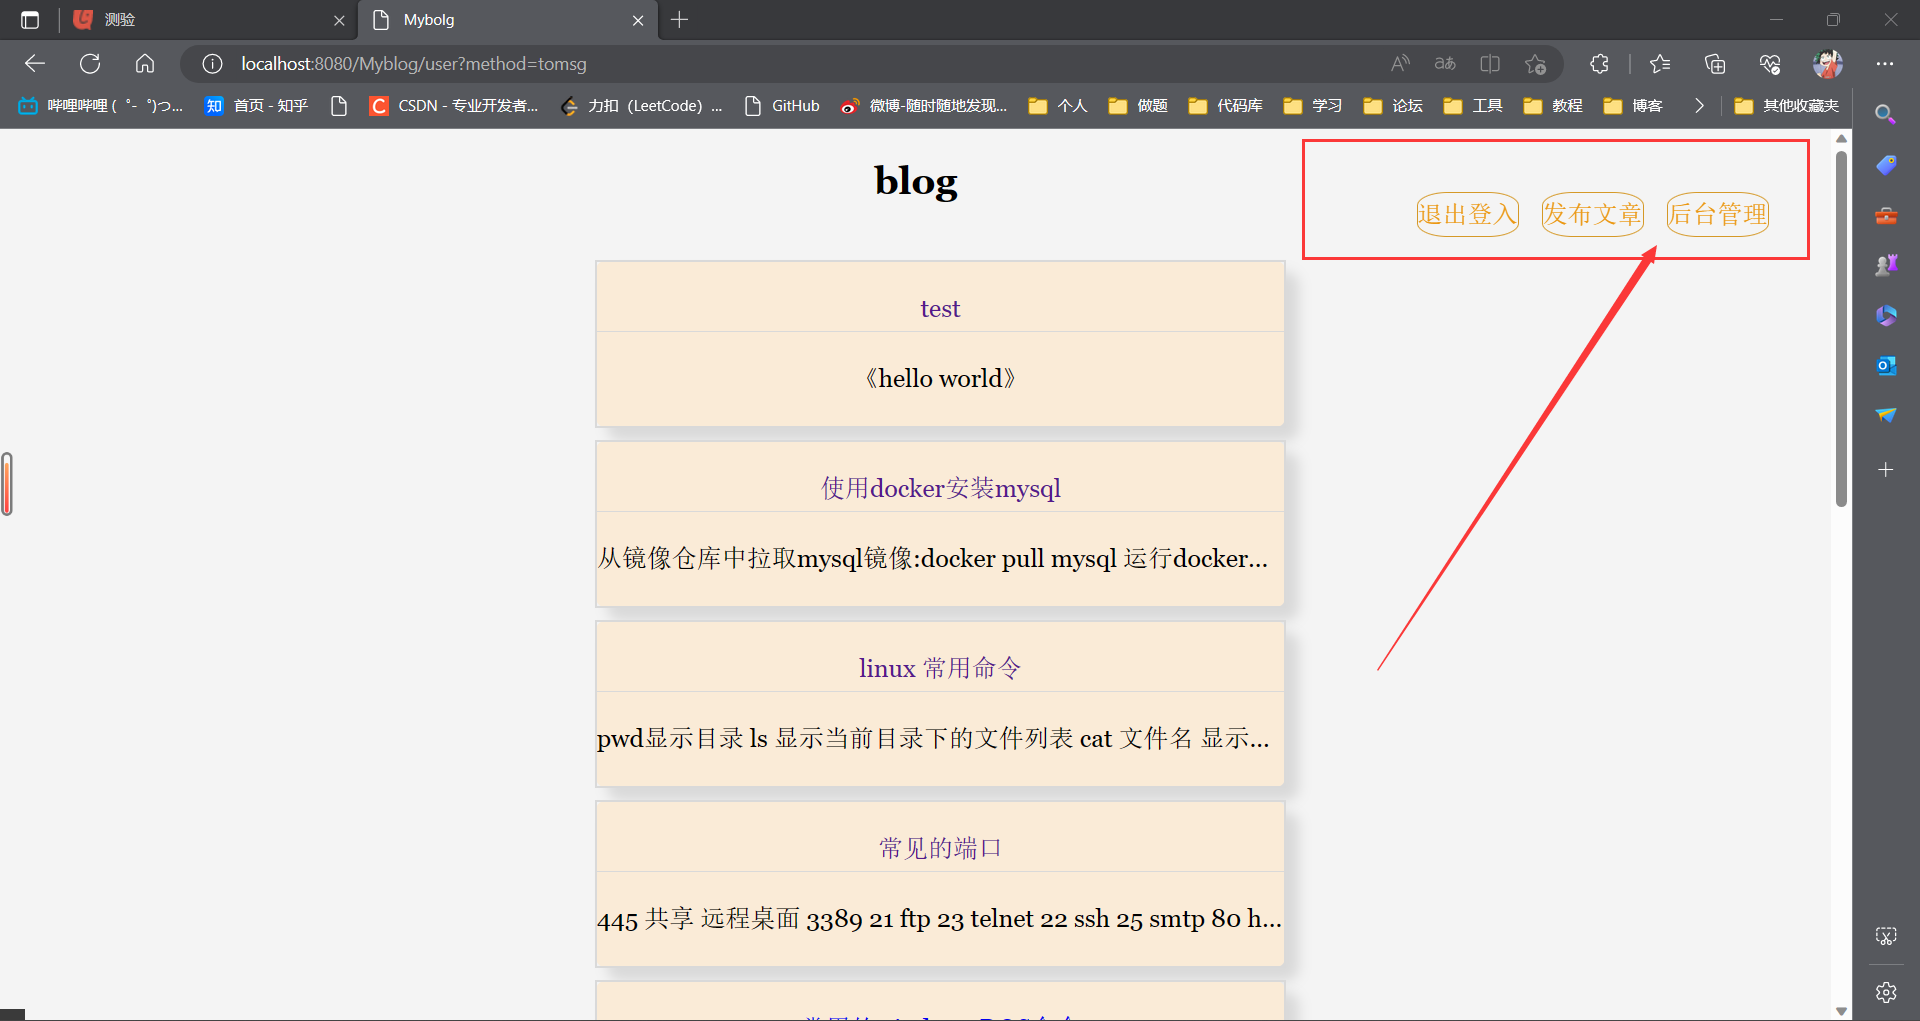 测验
Mybolg
localhost:8080/Myblog/user?method=tomsg
哔哩哔哩 (゜-゜)つ...
首页 - 知乎
CSDN - 专业开发者...
力扣 (LeetCode) ...
GitHub
微博-随时随地发现...
个人
做题
代码库
学习
论坛
工具
教程
博客
其他收藏夹
blog
退出登入
发布文章
后台管理
test
《hello world》
使用docker安装mysql
从镜像仓库中拉取mysql镜像:docker pull mysql 运行docker...
linux 常用命令
pwd显示目录 ls 显示当前目录下的文件列表 cat 文件名 显示...
常见的端口
445 共享 远程桌面 3389 21 ftp 23 telnet 22 ssh 25 smtp 80 h...